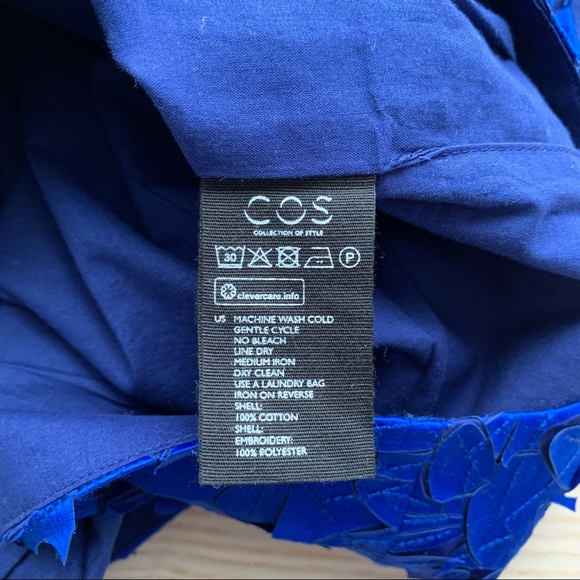 COS
COLLECTION OF STYLE
30 P
clevercare.info
US MACHINE WASH COLD
GENTLE CYCLE
NO BLEACH
LINE DRY
MEDIUM IRON
DRY CLEAN
USE A LAUNDRY BAG
IRON ON REVERSE
SHELL:
100% COTTON
SHELL:
EMBROIDERY:
100% POLYESTER